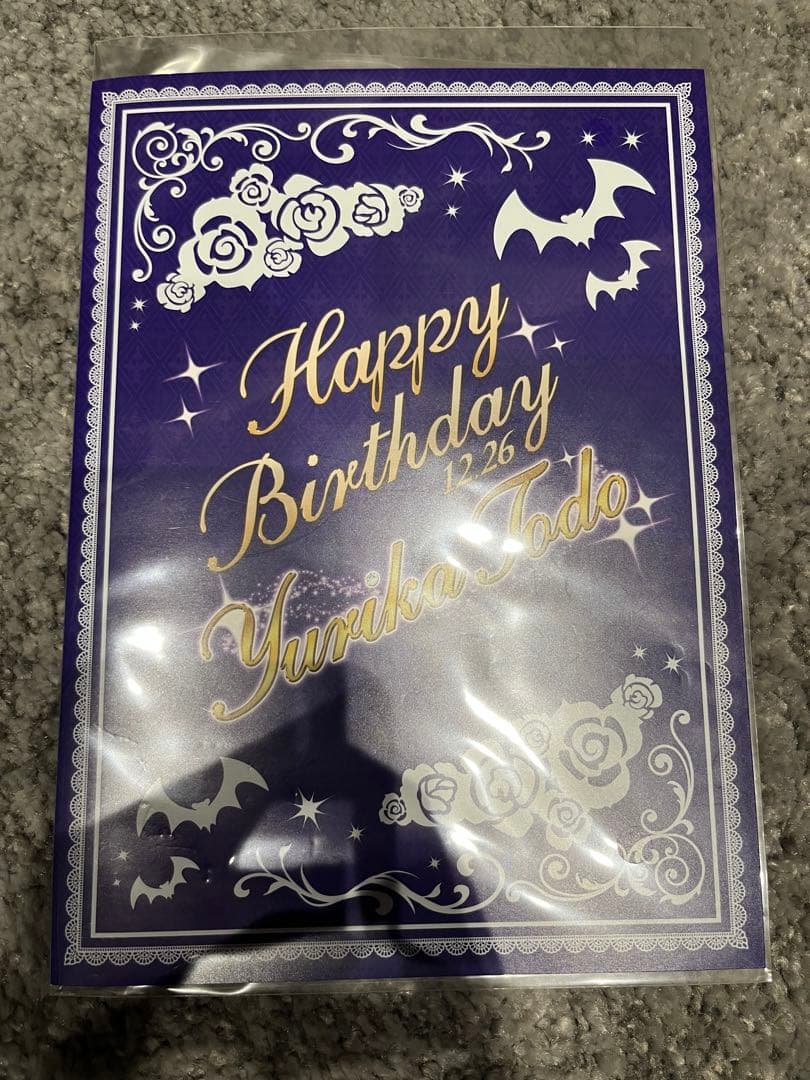 Happy
Birthday
12.26
Yurika Todo